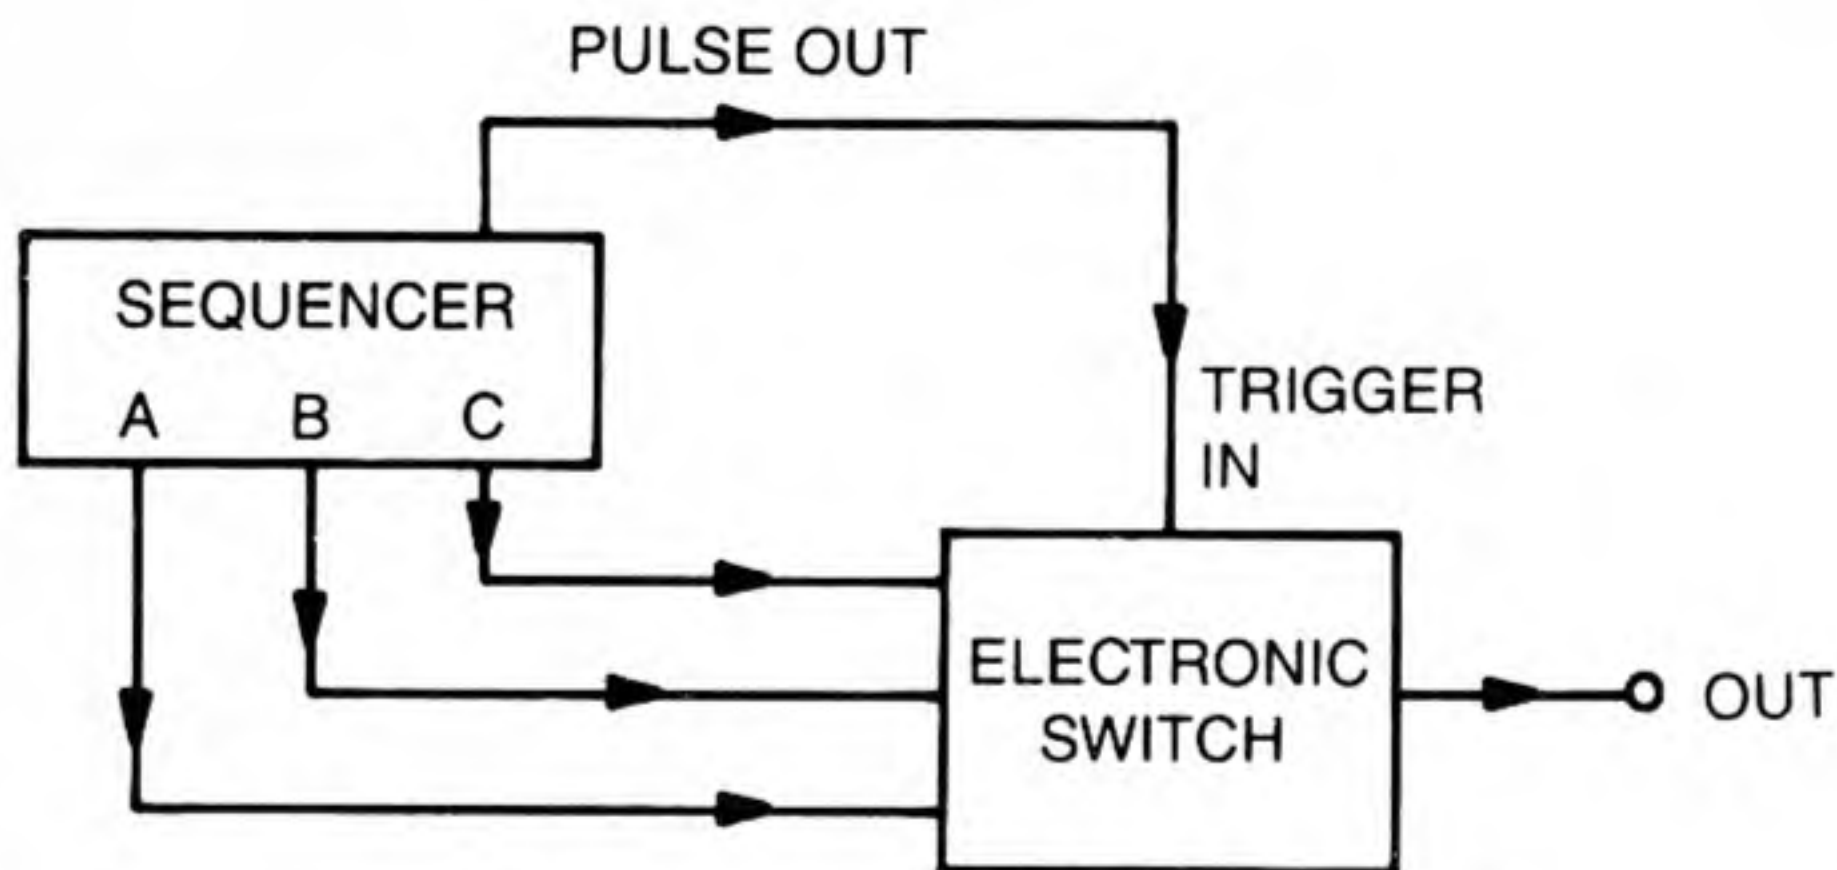 PULSE OUT
SEQUENCER
A B C
TRIGGER
IN
ELECTRONIC
SWITCH
OUT